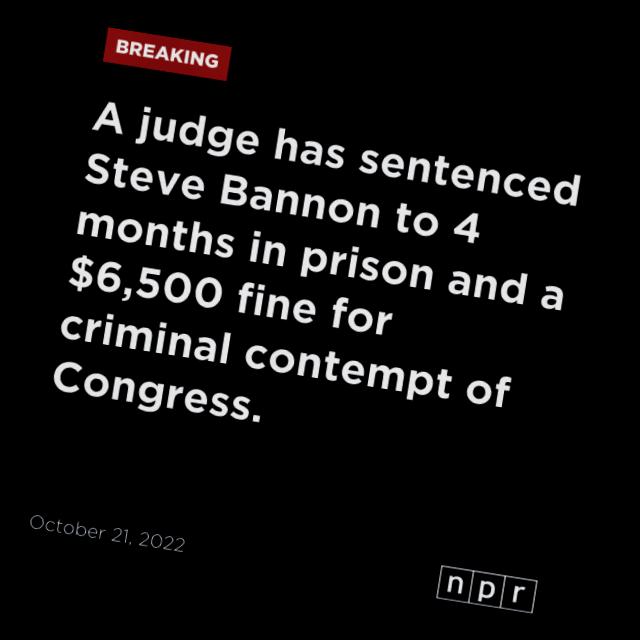 BREAKING
A judge has sentenced
Steve Bannon to 4
months in prison and a
$6,500 fine for
criminal contempt of
Congress.
October 21, 2022
npr